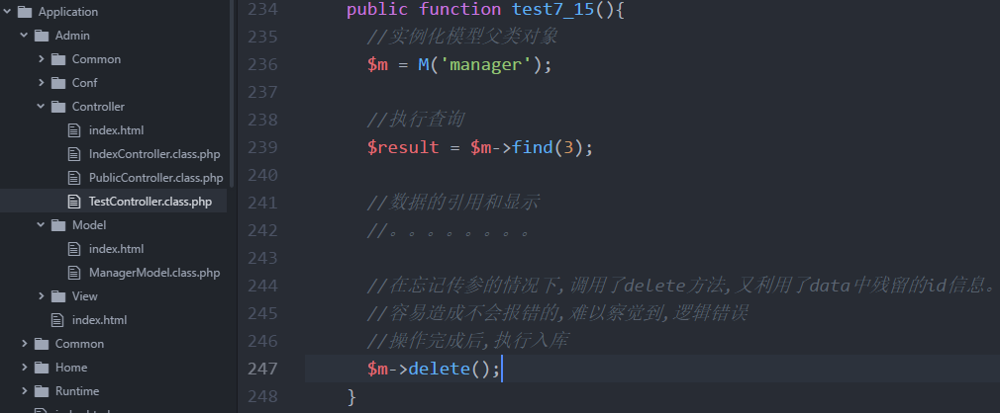 Application
Admin
Common
Conf
Controller
index.html
IndexController.class.php
PublicController.class.php
TestController.class.php
Model
index.html
ManagerModel.class.php
View
index.html
Common
Home
Runtime
234 public function test7_15(){
235 //实例化模型父类对象
236 $m = M('manager');
237
238 //执行查询
239 $result = $m->find(3);
240
241 //数据的引用和显示
242 //。。。。。。。。
243
244 //在忘记传参的情况下,调用了delete方法,又利用了data中残留的id信息。
245 //容易造成不会报错的,难以察觉到,逻辑错误
246 //操作完成后,执行入库
247 $m->delete();
248 }